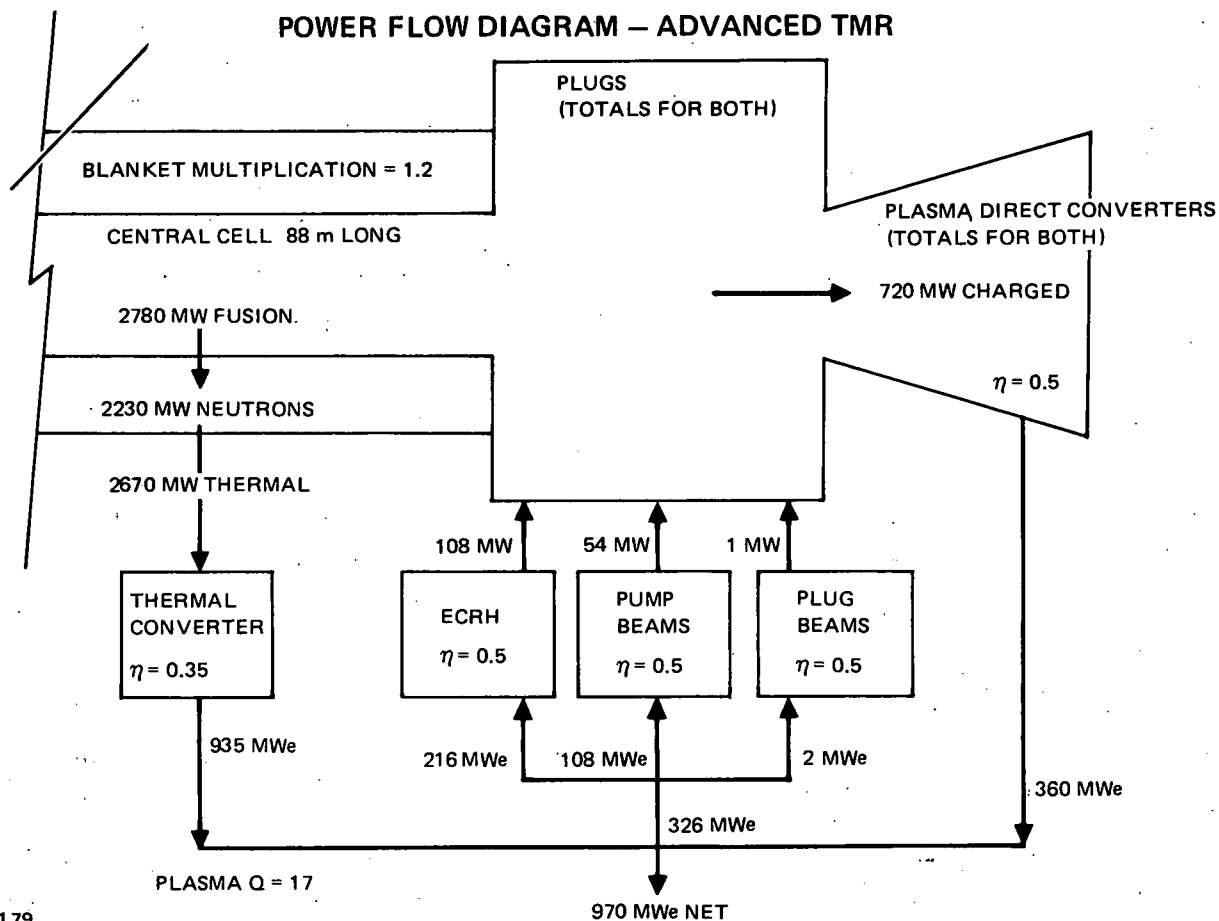 POWER FLOW DIAGRAM – ADVANCED TMR
PLUGS
(TOTALS FOR BOTH)
BLANKET MULTIPLICATION = 1.2
CENTRAL CELL 88 m LONG
PLASMA DIRECT CONVERTERS
(TOTALS FOR BOTH)
720 MW CHARGED
η = 0.5
2780 MW FUSION.
2230 MW NEUTRONS
2670 MW THERMAL
108 MW
54 MW
1 MW
THERMAL
CONVERTER
η = 0.35
ECRH
η = 0.5
PUMP
BEAMS
η = 0.5
PLUG
BEAMS
η = 0.5
935 MWe
216 MWe
108 MWe
2 MWe
360 MWe
326 MWe
PLASMA Q = 17
970 MWe NET